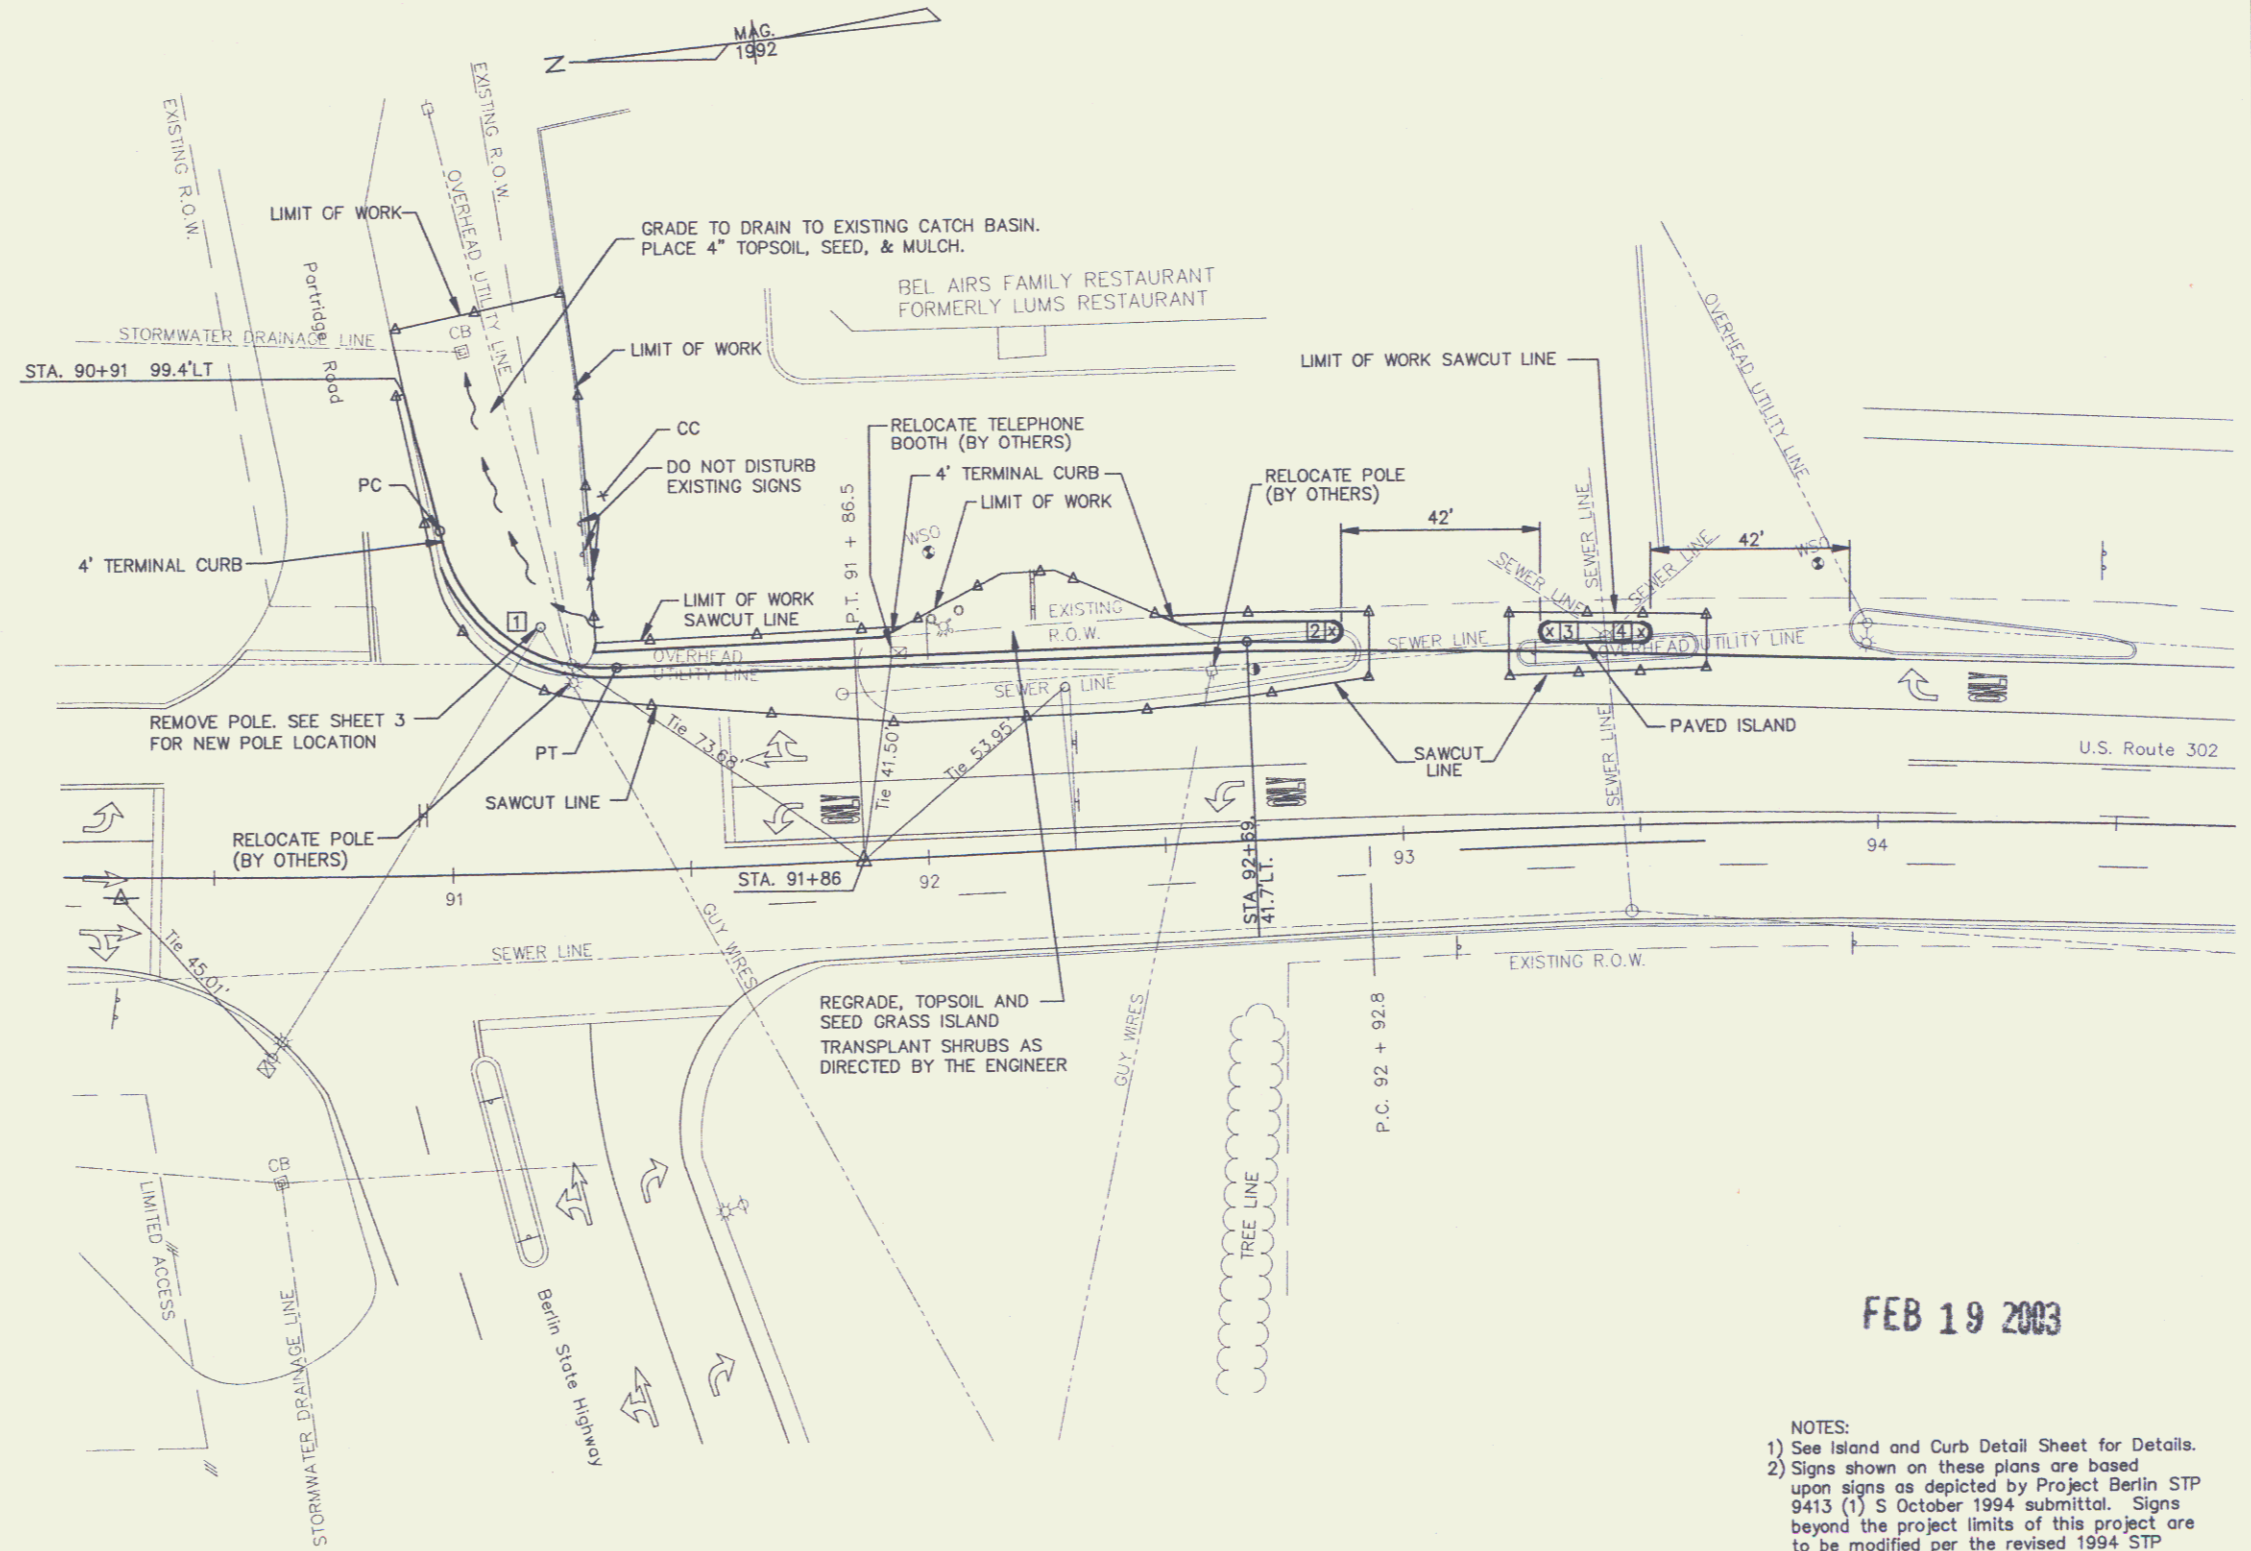 MAG.
1992
N
EXISTING R.O.W.
EXISTING R.O.W.
OVERHEAD UTILITY LINE
LIMIT OF WORK
GRADE TO DRAIN TO EXISTING CATCH BASIN.
PLACE 4" TOPSOIL, SEED, & MULCH.
Partridge Road
BEL AIRS FAMILY RESTAURANT
FORMERLY LUMS RESTAURANT
STORMWATER DRAINAGE LINE
CB
LIMIT OF WORK
STA. 90+91 99.4'LT
LIMIT OF WORK SAWCUT LINE
OVERHEAD UTILITY LINE
CC
RELOCATE TELEPHONE
BOOTH (BY OTHERS)
DO NOT DISTURB
EXISTING SIGNS
4' TERMINAL CURB
RELOCATE POLE
(BY OTHERS)
PC
LIMIT OF WORK
P.T. 91 + 86.5
42'
42'
WSO
WSO
SEWER LINE
SEWER LINE
SEWER LINE
4' TERMINAL CURB
LIMIT OF WORK
SAWCUT LINE
EXISTING
R.O.W.
1
2 X
X 3 4 X
OVERHEAD
UTILITY LINE
SEWER LINE
OVERHEAD UTILITY LINE
SEWER LINE
ONLY
REMOVE POLE. SEE SHEET 3
FOR NEW POLE LOCATION
PT
Tie 73.68'
Tie 41.50'
Tie 53.95'
SAWCUT
LINE
PAVED ISLAND
U.S. Route 302
SEWER LINE
SAWCUT LINE
ONLY
ONLY
RELOCATE POLE
(BY OTHERS)
STA. 91+86
STA. 92+69,
41.7'LT.
91
92
93
94
Tie 45.01'
SEWER LINE
GUY WIRES
EXISTING R.O.W.
REGRADE, TOPSOIL AND
SEED GRASS ISLAND
TRANSPLANT SHRUBS AS
DIRECTED BY THE ENGINEER
GUY WIRES
P.C. 92 + 92.8
TREE LINE
CB
LIMITED ACCESS
STORMWATER DRAINAGE LINE
Berlin State Highway
FEB 19 2003
NOTES:
1) See Island and Curb Detail Sheet for Details.
2) Signs shown on these plans are based
upon signs as depicted by Project Berlin STP
9413 (1) S October 1994 submittal. Signs
beyond the project limits of this project are
to be modified per the revised 1994 STP